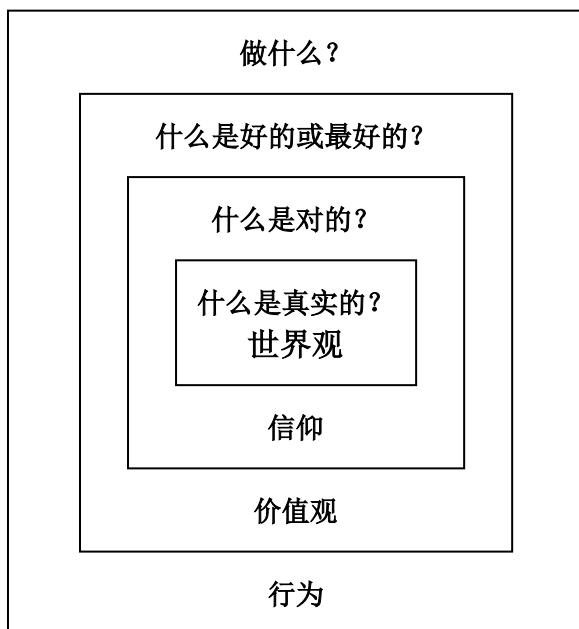 做什么？
什么是好的或最好的？
什么是对的？
什么是真实的？
世界观
信仰
价值观
行为